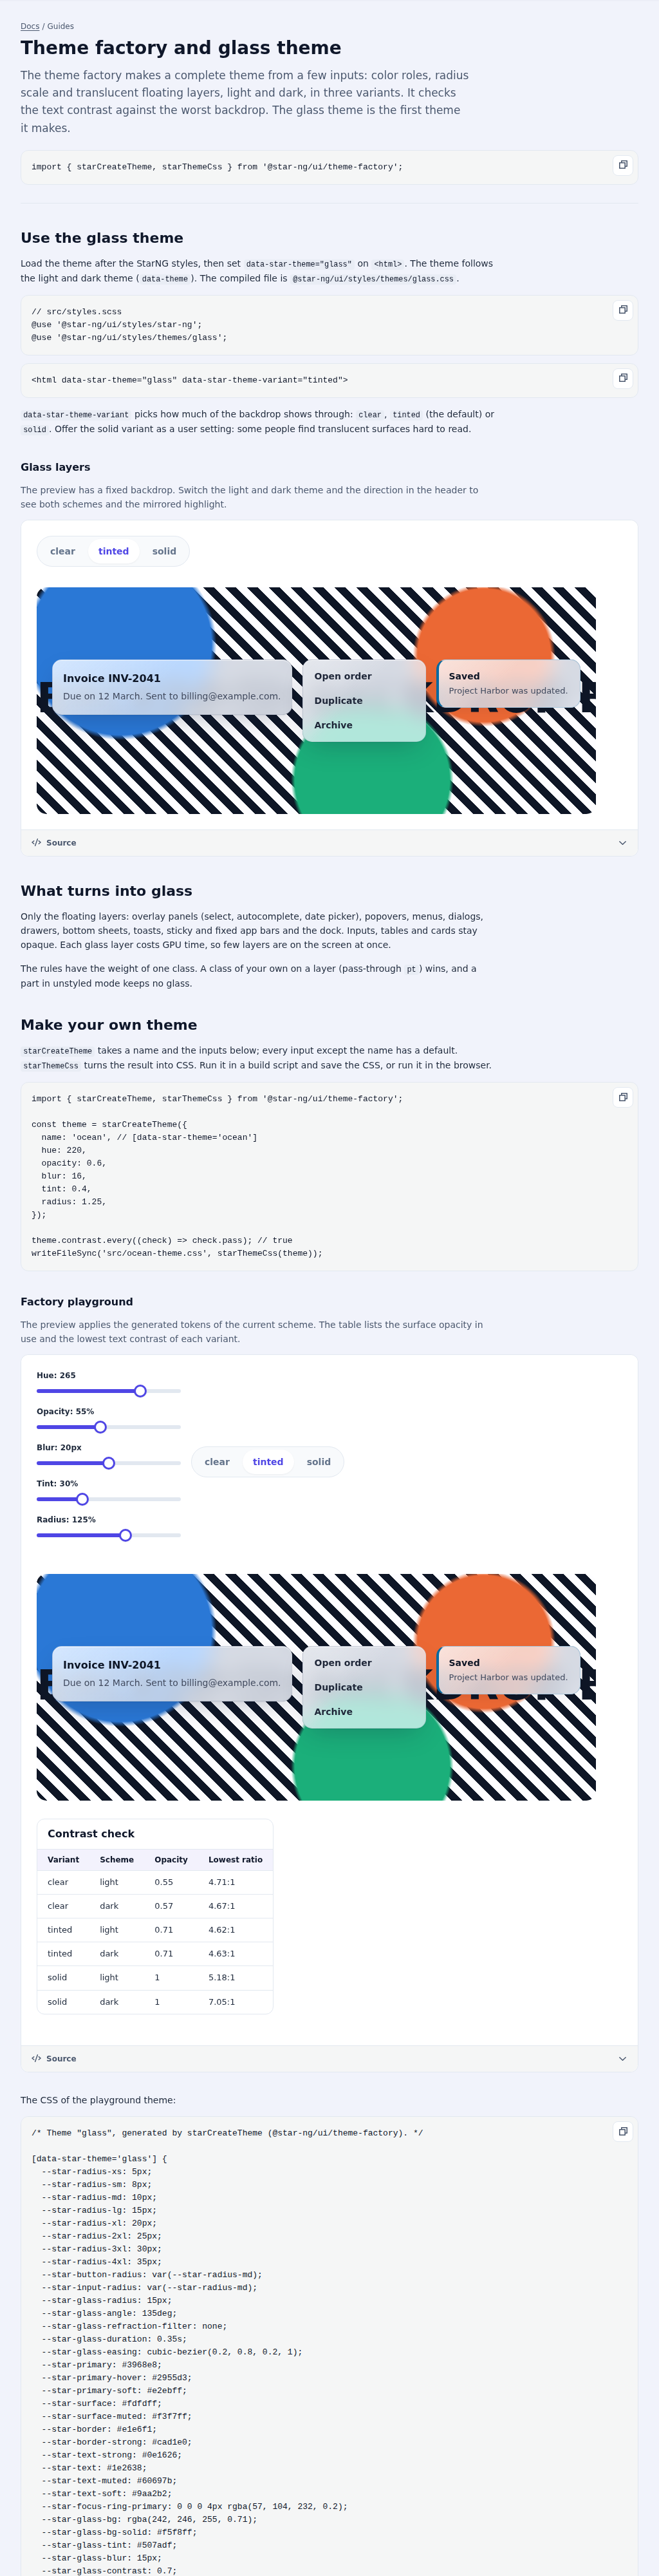 Docs / Guides
Theme factory and glass theme
The theme factory makes a complete theme from a few inputs: color roles, radius
scale and translucent floating layers, light and dark, in three variants. It checks
the text contrast against the worst backdrop. The glass theme is the first theme
it makes.
import { starCreateTheme, starThemeCss } from '@star-ng/ui/theme-factory';
Use the glass theme
Load the theme after the StarNG styles, then set data-star-theme="glass" on <html>. The theme follows
the light and dark theme (data-theme). The compiled file is @star-ng/ui/styles/themes/glass.css.
// src/styles.scss
@use '@star-ng/ui/styles/star-ng';
@use '@star-ng/ui/styles/themes/glass';
<html data-star-theme="glass" data-star-theme-variant="tinted">
data-star-theme-variant picks how much of the backdrop shows through: clear, tinted (the default) or
solid. Offer the solid variant as a user setting: some people find translucent surfaces hard to read.
Glass layers
The preview has a fixed backdrop. Switch the light and dark theme and the direction in the header to
see both schemes and the mirrored highlight.
clear tinted solid
Invoice INV-2041
Due on 12 March. Sent to billing@example.com.
Open order
Duplicate
Archive
Saved
Project Harbor was updated.
Source
What turns into glass
Only the floating layers: overlay panels (select, autocomplete, date picker), popovers, menus, dialogs,
drawers, bottom sheets, toasts, sticky and fixed app bars and the dock. Inputs, tables and cards stay
opaque. Each glass layer costs GPU time, so few layers are on the screen at once.
The rules have the weight of one class. A class of your own on a layer (pass-through pt) wins, and a
part in unstyled mode keeps no glass.
Make your own theme
starCreateTheme takes a name and the inputs below; every input except the name has a default.
starThemeCss turns the result into CSS. Run it in a build script and save the CSS, or run it in the browser.
import { starCreateTheme, starThemeCss } from '@star-ng/ui/theme-factory';
const theme = starCreateTheme({
name: 'ocean', // [data-star-theme='ocean']
hue: 220,
opacity: 0.6,
blur: 16,
tint: 0.4,
radius: 1.25,
});
theme.contrast.every((check) => check.pass); // true
writeFileSync('src/ocean-theme.css', starThemeCss(theme));
Factory playground
The preview applies the generated tokens of the current scheme. The table lists the surface opacity in
use and the lowest text contrast of each variant.
Hue: 265
Opacity: 55%
Blur: 20px
Tint: 30%
Radius: 125%
clear tinted solid
Invoice INV-2041
Due on 12 March. Sent to billing@example.com.
Open order
Duplicate
Archive
Saved
Project Harbor was updated.
Contrast check
Variant Scheme Opacity Lowest ratio
clear light 0.55 4.71:1
clear dark 0.57 4.67:1
tinted light 0.71 4.62:1
tinted dark 0.71 4.63:1
solid light 1 5.18:1
solid dark 1 7.05:1
Source
The CSS of the playground theme:
/* Theme "glass", generated by starCreateTheme (@star-ng/ui/theme-factory). */
[data-star-theme='glass'] {
--star-radius-xs: 5px;
--star-radius-sm: 8px;
--star-radius-md: 10px;
--star-radius-lg: 15px;
--star-radius-xl: 20px;
--star-radius-2xl: 25px;
--star-radius-3xl: 30px;
--star-radius-4xl: 35px;
--star-button-radius: var(--star-radius-md);
--star-input-radius: var(--star-radius-md);
--star-glass-radius: 15px;
--star-glass-angle: 135deg;
--star-glass-refraction-filter: none;
--star-glass-duration: 0.35s;
--star-glass-easing: cubic-bezier(0.2, 0.8, 0.2, 1);
--star-primary: #3968e8;
--star-primary-hover: #2955d3;
--star-primary-soft: #e2ebff;
--star-surface: #fdfdff;
--star-surface-muted: #f3f7ff;
--star-border: #e1e6f1;
--star-border-strong: #cad1e0;
--star-text-strong: #0e1626;
--star-text: #1e2638;
--star-text-muted: #60697b;
--star-text-soft: #9aa2b2;
--star-focus-ring-primary: 0 0 0 4px rgba(57, 104, 232, 0.2);
--star-glass-bg: rgba(242, 246, 255, 0.71);
--star-glass-bg-solid: #f5f8ff;
--star-glass-tint: #507adf;
--star-glass-blur: 15px;
--star-glass-contrast: 0.7;